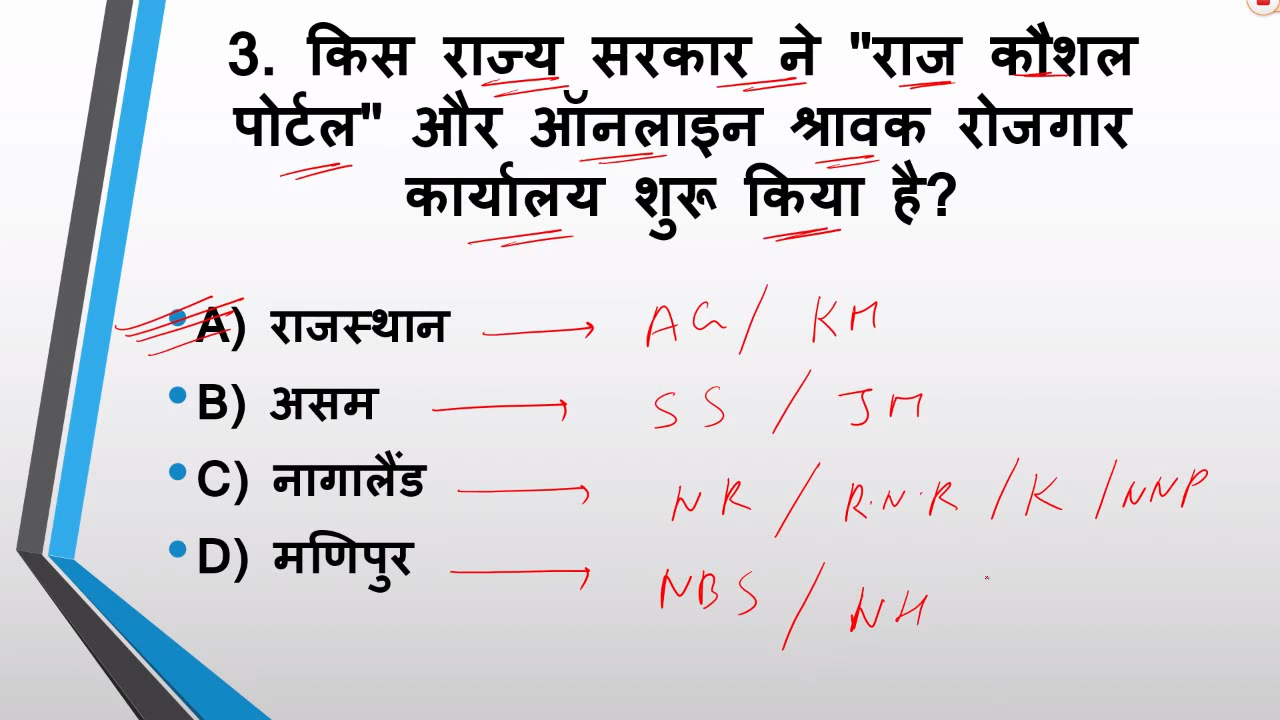 3. किस राज्य सरकार ने "राज कौशल
पोर्टल" और ऑनलाइन श्रावक रोजगार
कार्यालय शुरू किया है?
A) राजस्थान → AG / KM
B) असम → SS / JM
C) नागालैंड → NR / R.N.R / K / NNP
D) मणिपुर → NBS / NH